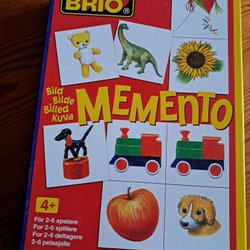 BRIO®
Bild
Bilde
Billed
Kuva
MEMENTO
4+
För 2-6 spelare
For 2-6 spillere
For 2-6 deltagere
2-6 pelaajalle